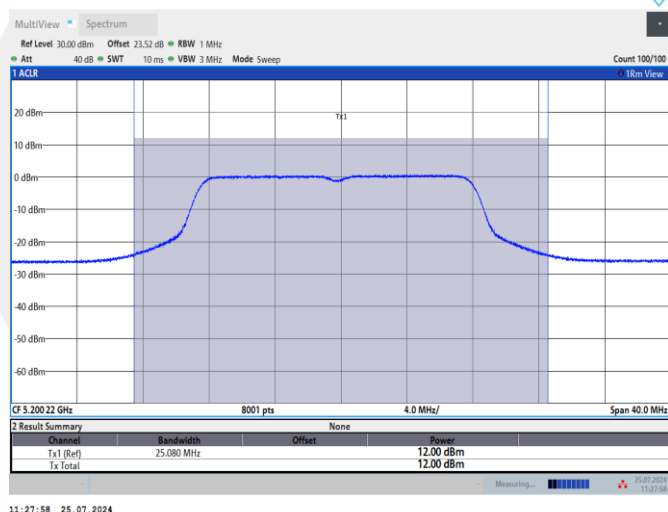 MultiView Spectrum
Ref Level 30.00 dBm Offset 23.52 dB RBW 1 MHz
Att 40 dB SWT 10 ms VBW 3 MHz Mode Sweep Count 100/100
1 ACLR 1Rm View
Tx1
20 dBm
10 dBm
0 dBm
-10 dBm
-20 dBm
-30 dBm
-40 dBm
-50 dBm
-60 dBm
CF 5.200 22 GHz 8001 pts 4.0 MHz/ Span 40.0 MHz
2 Result Summary None
Channel Bandwidth Offset Power
Tx1 (Ref) 25.080 MHz 12.00 dBm
Tx Total 12.00 dBm
Measuring... 25.07.2024
11:27:58
11:27:58 25.07.2024